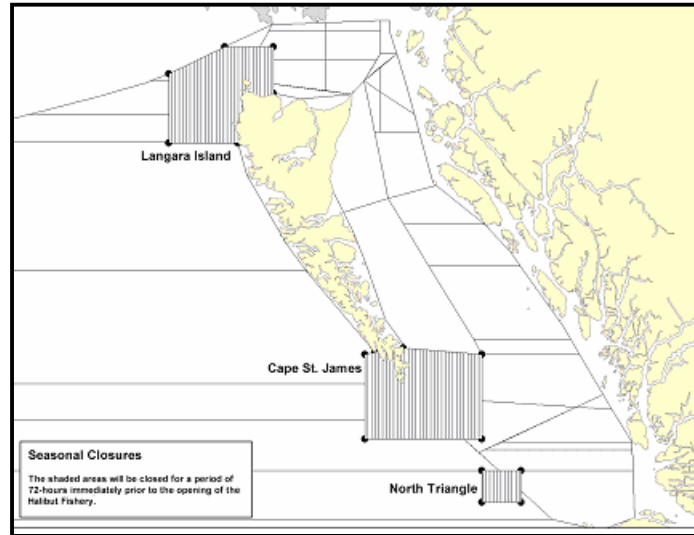 Langara Island
Cape St. James
North Triangle
Seasonal Closures
The shaded areas will be closed for a period of
72-hours immediately prior to the opening of the
Halibut Fishery.